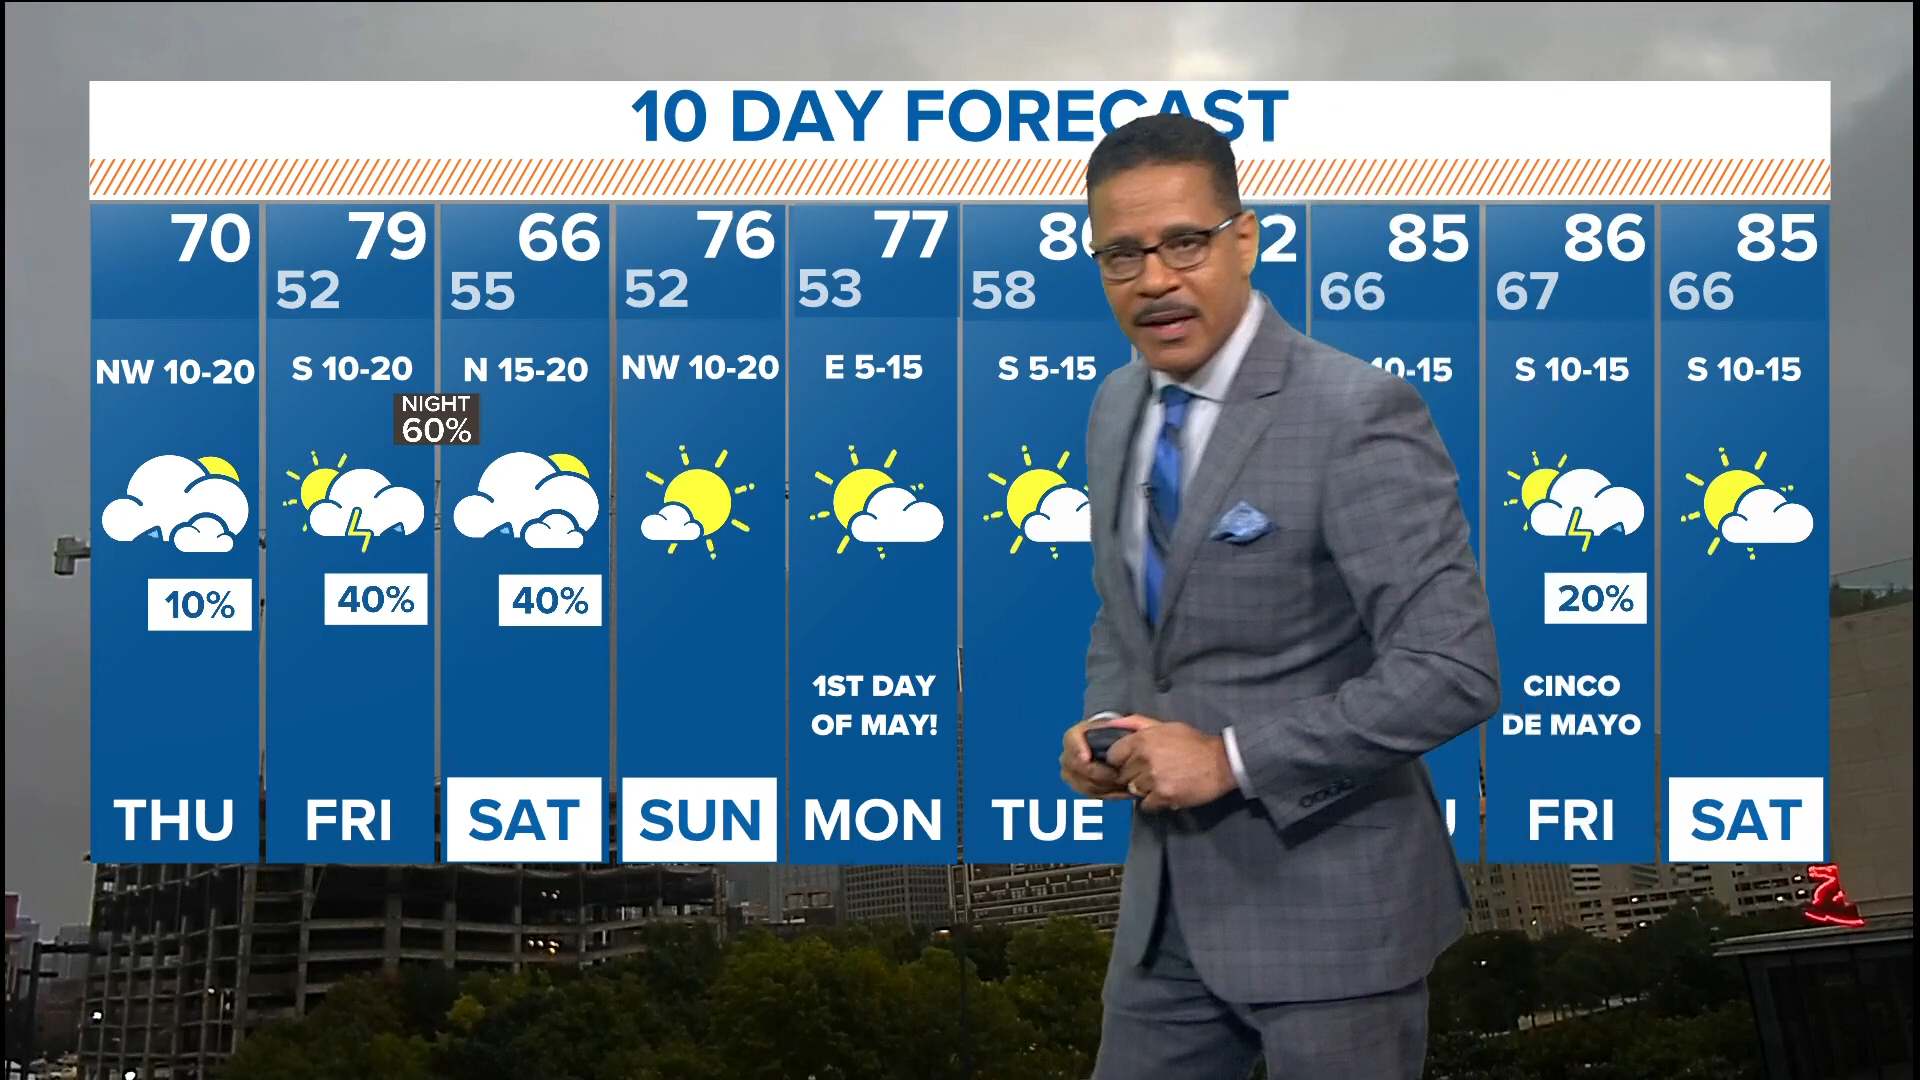 10 DAY FORECAST
70 79 66 76 77 85 86 85
52 55 52 53 58 66 67 66
NW 10-20 S 10-20 N 15-20 NW 10-20 E 5-15 S 5-15 10-15 S 10-15 S 10-15
NIGHT
60%
10% 40% 40% 20%
1ST DAY CINCO
OF MAY! DE MAYO
THU FRI SAT SUN MON TUE FRI SAT